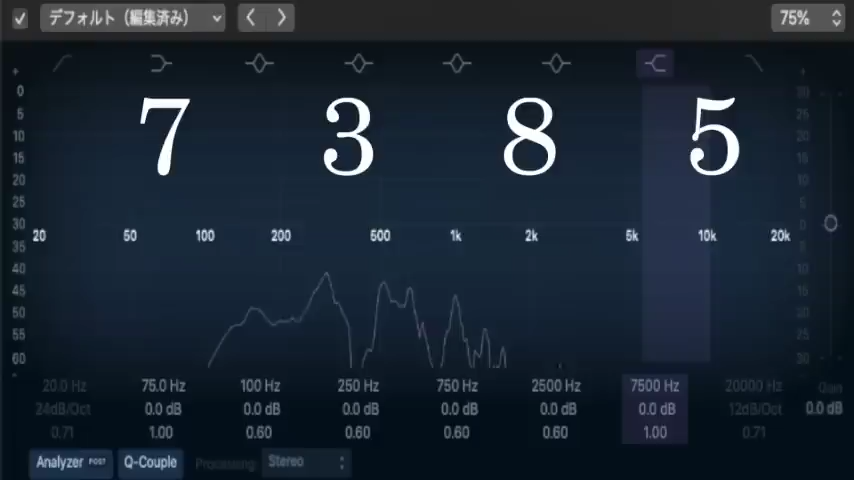 デフォルト（編集済み）
75%
7 3 8 5
+ +
0 30
5 25
10 20
15 15
20 10
25 5
30 0
20 50 100 200 500 1k 2k 5k 10k 20k
35 5
40 10
45 15
50 20
55 25
60 30
20.0 Hz 75.0 Hz 100 Hz 250 Hz 750 Hz 2500 Hz 7500 Hz 20000 Hz Gain
24dB/Oct 0.0 dB 0.0 dB 0.0 dB 0.0 dB 0.0 dB 0.0 dB 12dB/Oct 0.0 dB
0.71 1.00 0.60 0.60 0.60 0.60 1.00 0.71
Analyzer POST Q-Couple Processing: Stereo